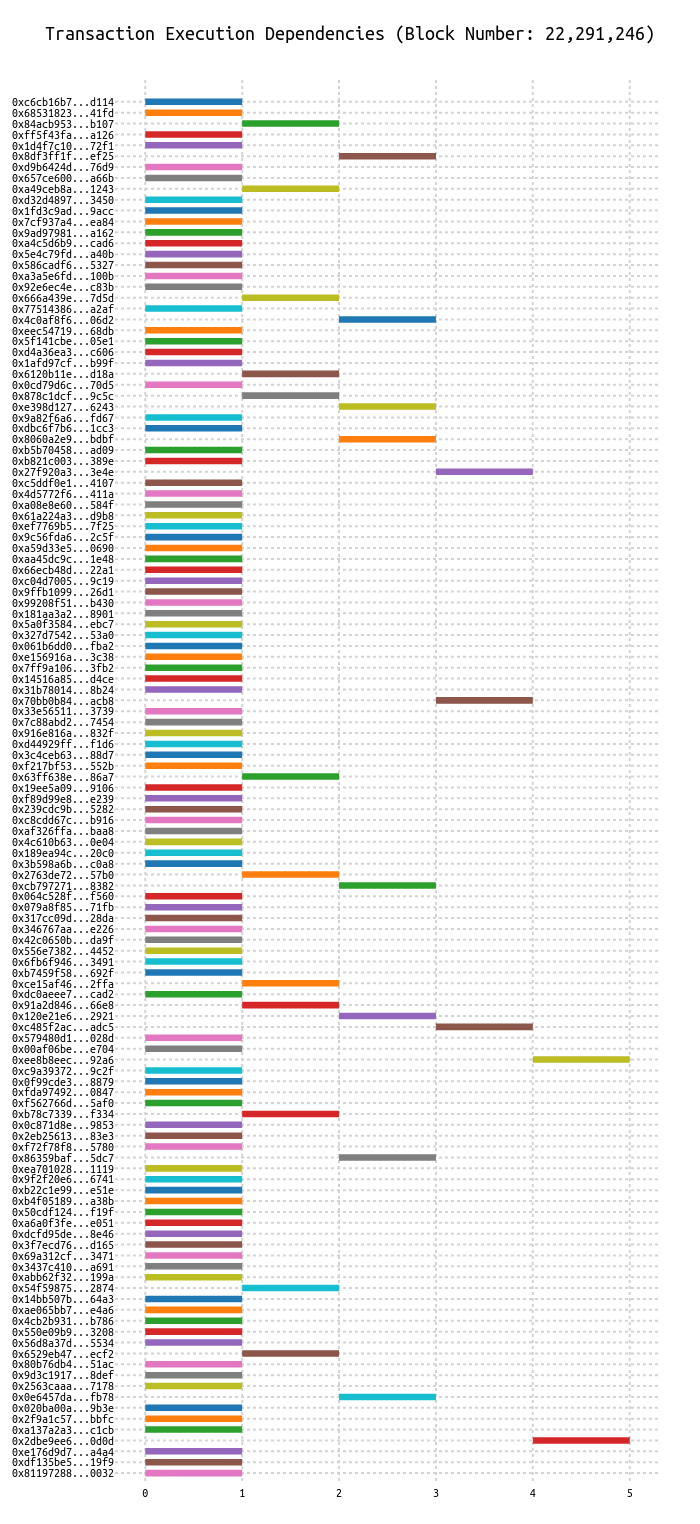 Transaction Execution Dependencies (Block Number: 22,291,246)
0xc6cb16b7...d114
0x68531823...41fd
0x84acb953...b107
0xff5f43fa...a126
0x1d4f7c10...72f1
0x8df3ff1f...ef25
0xd9b6424d...76d9
0x657ce600...a66b
0xa49ceb8a...1243
0xd32d4897...3450
0x1fd3c9ad...9acc
0x7cf937a4...ea84
0x9ad97981...a162
0xa4c5d6b9...cad6
0x5e4c79fd...a40b
0x586cadf6...5327
0xa3a5e6fd...100b
0x92e6ec4e...c83b
0x666a439e...7d5d
0x77514386...a2af
0x4c0af8f6...06d2
0xeec54719...68db
0x5f141cbe...05e1
0xd4a36ea3...c606
0x1afd97cf...b99f
0x6120b11e...d18a
0x0cd79d6c...70d5
0x878c1dcf...9c5c
0xe398d127...6243
0x9a82f6a6...fd67
0xdbc6f7b6...1cc3
0x8060a2e9...bdbf
0xb5b70458...ad09
0xb821c003...389e
0x27f920a3...3e4e
0xc5ddf0e1...4107
0x4d5772f6...411a
0xa08e8e60...584f
0x61a224a3...d9b8
0xef7769b5...7f25
0x9c56fda6...2c5f
0xa59d33e5...0690
0xaa45dc9c...1e48
0x66ecb48d...22a1
0xc04d7005...9c19
0x9ffb1099...26d1
0x99208f51...b430
0x181aa3a2...8901
0x5a0f3584...ebc7
0x327d7542...53a0
0x061b6dd0...fba2
0xe156916a...3c38
0x7ff9a106...3fb2
0x14516a85...d4ce
0x31b78014...8b24
0x70bb0b84...acb8
0x33e56511...3739
0x7c88abd2...7454
0x916e816a...832f
0xd44929ff...f1d6
0x3c4ceb63...88d7
0xf217bf53...552b
0x63ff638e...86a7
0x19ee5a09...9106
0xf89d99e8...e239
0x239cdc9b...5282
0xc8cdd67c...b916
0xaf326ffa...baa8
0x4c610b63...0e04
0x189ea94c...20c0
0x3b598a6b...c0a8
0x2763de72...57b0
0xcb797271...8382
0x064c528f...f560
0x079a8f85...71fb
0x317cc09d...28da
0x346767aa...e226
0x42c0650b...da9f
0x556e7382...4452
0x6fb6f946...3491
0xb7459f58...692f
0xce15af46...2ffa
0xdc0aeee7...cad2
0x91a2d846...66e8
0x120e21e6...2921
0xc485f2ac...adc5
0x579480d1...028d
0x00af06be...e704
0xee8b8eec...92a6
0xc9a39372...9c2f
0x0f99cde3...8879
0xfda97492...0847
0xf562766d...5af0
0xb78c7339...f334
0x0c871d8e...9853
0x2eb25613...83e3
0xf72f78f8...5780
0x86359baf...5dc7
0xea701028...1119
0x9f2f20e6...6741
0xb22c1e99...e51e
0xb4f05189...a38b
0x50cdf124...f19f
0xa6a0f3fe...e051
0xdcfd95de...8e46
0x3f7ecd76...d165
0x69a312cf...3471
0x3437c410...a691
0xabb62f32...199a
0x54f59875...2874
0x14bb507b...64a3
0xae065bb7...e4a6
0x4cb2b931...b786
0x550e09b9...3208
0x56d8a37d...5534
0x6529eb47...ecf2
0x80b76db4...51ac
0x9d3c1917...8def
0x2563caaa...7178
0x0e6457da...fb78
0x020ba00a...9b3e
0x2f9a1c57...bbfc
0xa137a2a3...c1cb
0x2dbe9ee6...0d0d
0xe176d9d7...a4a4
0xdf135be5...19f9
0x81197288...0032
0 1 2 3 4 5